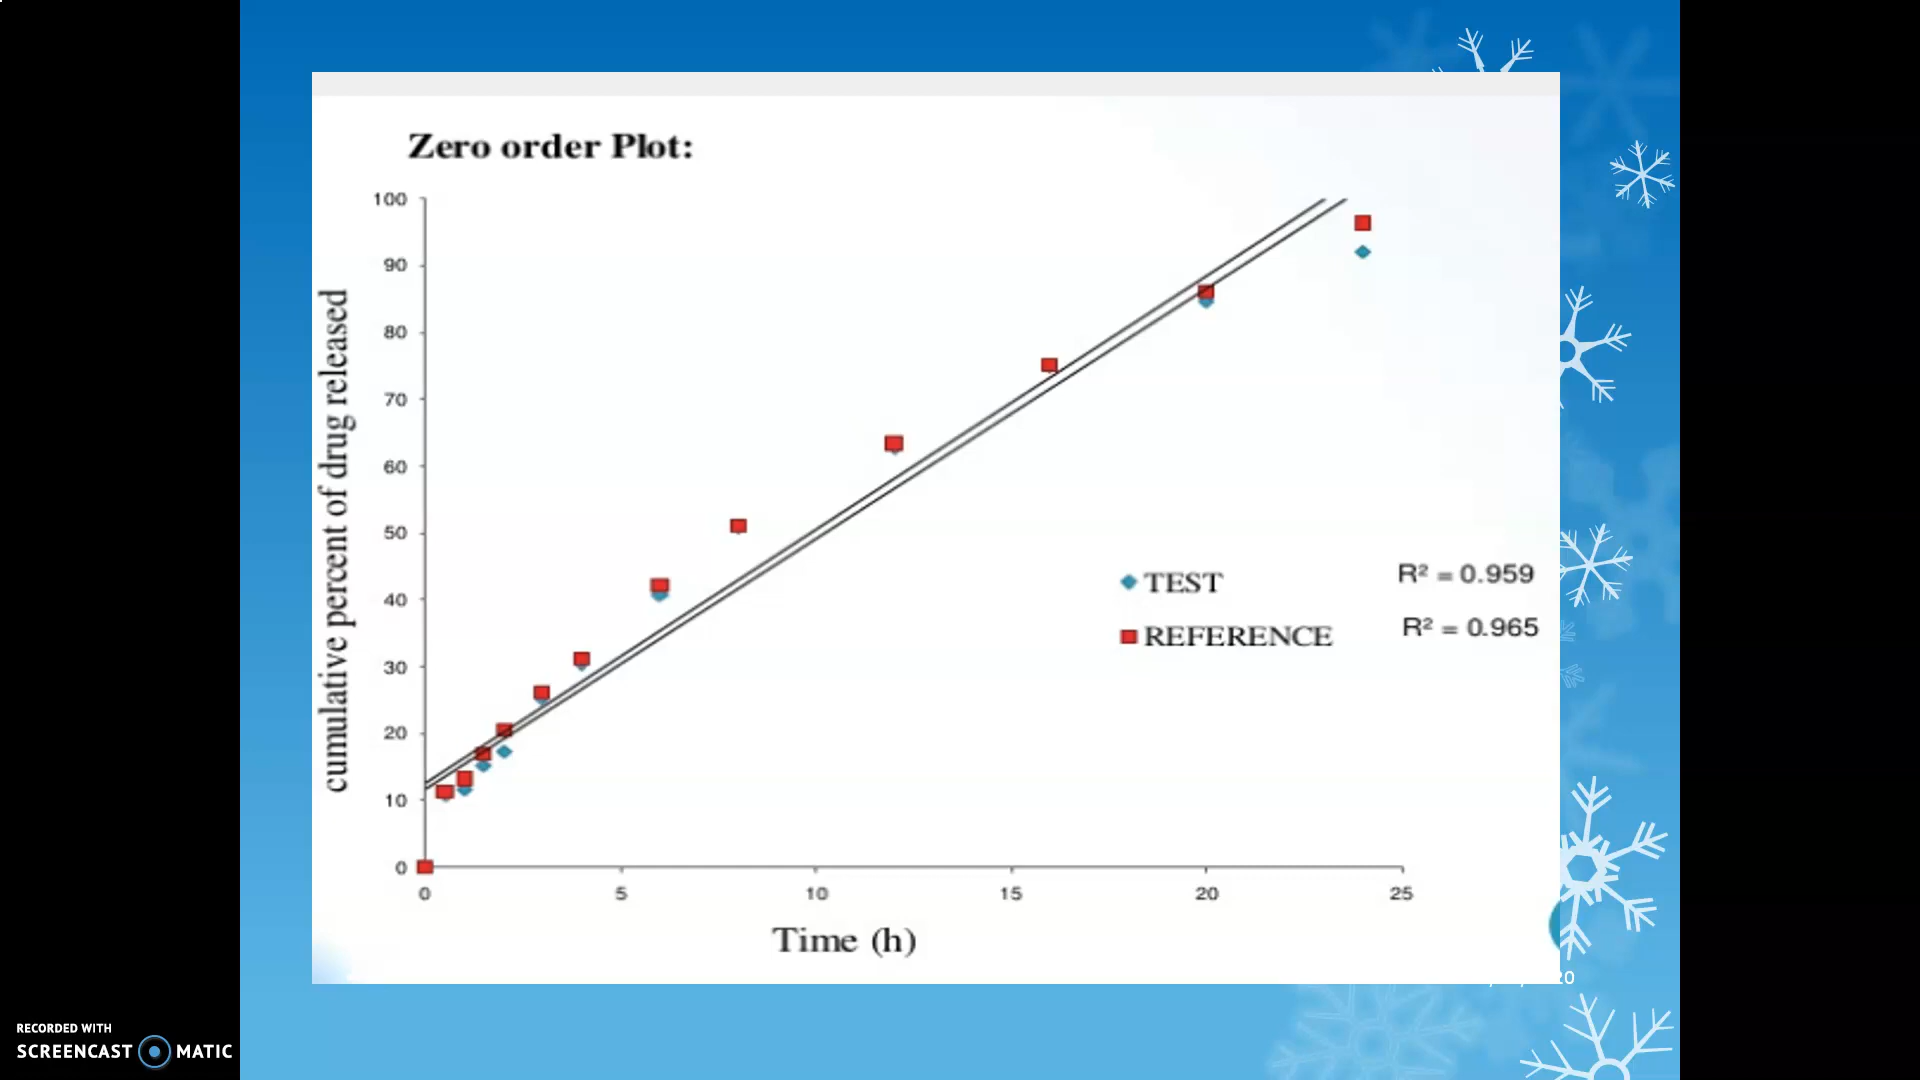 Zero order Plot:
100
90
80
70
60
50
40
30
20
10
0
cumulative percent of drug released
0 5 10 15 20 25
Time (h)
TEST R² = 0.959
REFERENCE R² = 0.965
20
RECORDED WITH
SCREENCAST MATIC